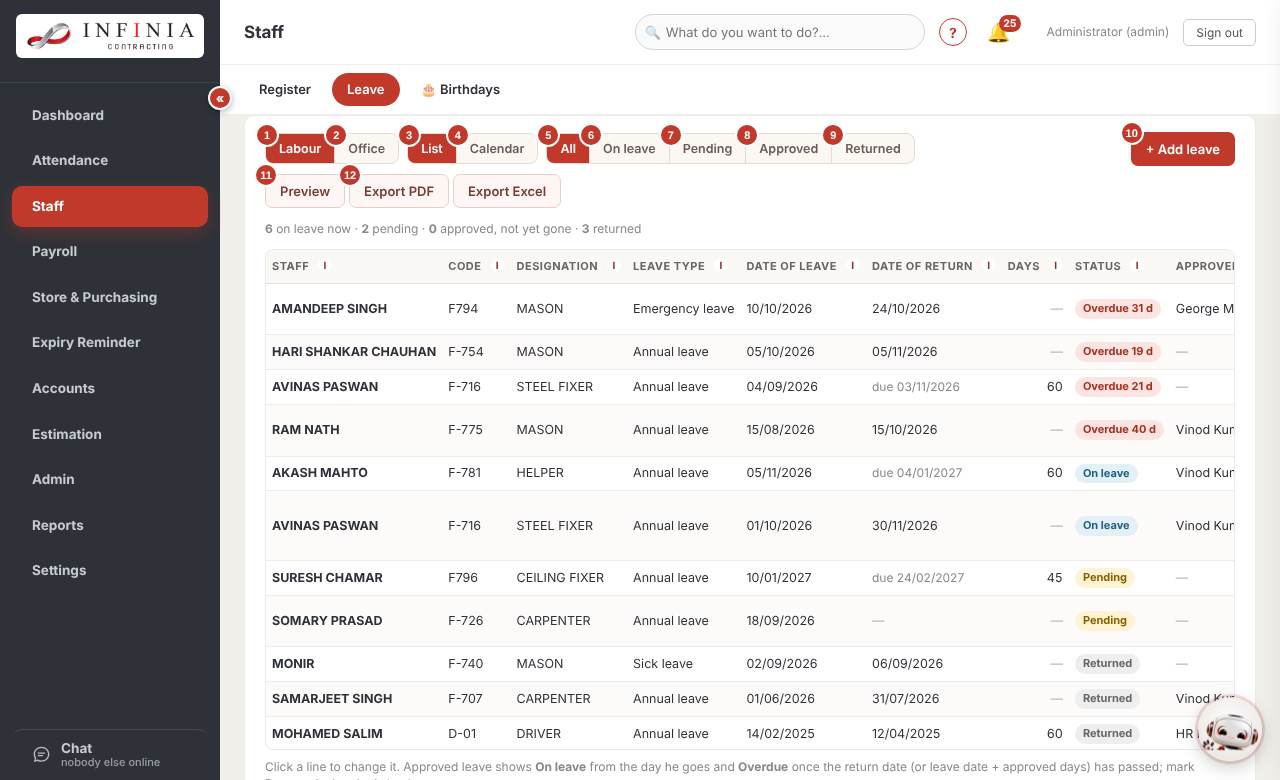 INFINIA
CONTRACTING
Staff
What do you want to do?...
?
25
Administrator (admin)
Sign out
«
Dashboard
Attendance
Staff
Payroll
Store & Purchasing
Expiry Reminder
Accounts
Estimation
Admin
Reports
Settings
Chat
nobody else online
Register Leave Birthdays
1 2 3 4 5 6 7 8 9 10
Labour Office List Calendar All On leave Pending Approved Returned + Add leave
11 12
Preview Export PDF Export Excel
6 on leave now · 2 pending · 0 approved, not yet gone · 3 returned
STAFF CODE DESIGNATION LEAVE TYPE DATE OF LEAVE DATE OF RETURN DAYS STATUS
AMANDEEP SINGH F794 MASON Emergency leave 10/10/2026 24/10/2026 — Overdue 31 d George
HARI SHANKAR CHAUHAN F-754 MASON Annual leave 05/10/2026 05/11/2026 — Overdue 19 d —
AVINAS PASWAN F-716 STEEL FIXER Annual leave 04/09/2026 due 03/11/2026 60 Overdue 21 d —
RAM NATH F-775 MASON Annual leave 15/08/2026 15/10/2026 — Overdue 40 d Vinod
AKASH MAHTO F-781 HELPER Annual leave 05/11/2026 due 04/01/2027 60 On leave Vinod
AVINAS PASWAN F-716 STEEL FIXER Annual leave 01/10/2026 30/11/2026 — On leave Vinod
SURESH CHAMAR F796 CEILING FIXER Annual leave 10/01/2027 due 24/02/2027 45 Pending —
SOMARY PRASAD F-726 CARPENTER Annual leave 18/09/2026 — — Pending —
MONIR F-740 MASON Sick leave 02/09/2026 06/09/2026 — Returned —
SAMARJEET SINGH F-707 CARPENTER Annual leave 01/06/2026 31/07/2026 — Returned Vinod
MOHAMED SALIM D-01 DRIVER Annual leave 14/02/2025 12/04/2025 60 Returned HR
Click a line to change it. Approved leave shows On leave from the day he goes and Overdue once the return date (or leave date + approved days) has passed; mark